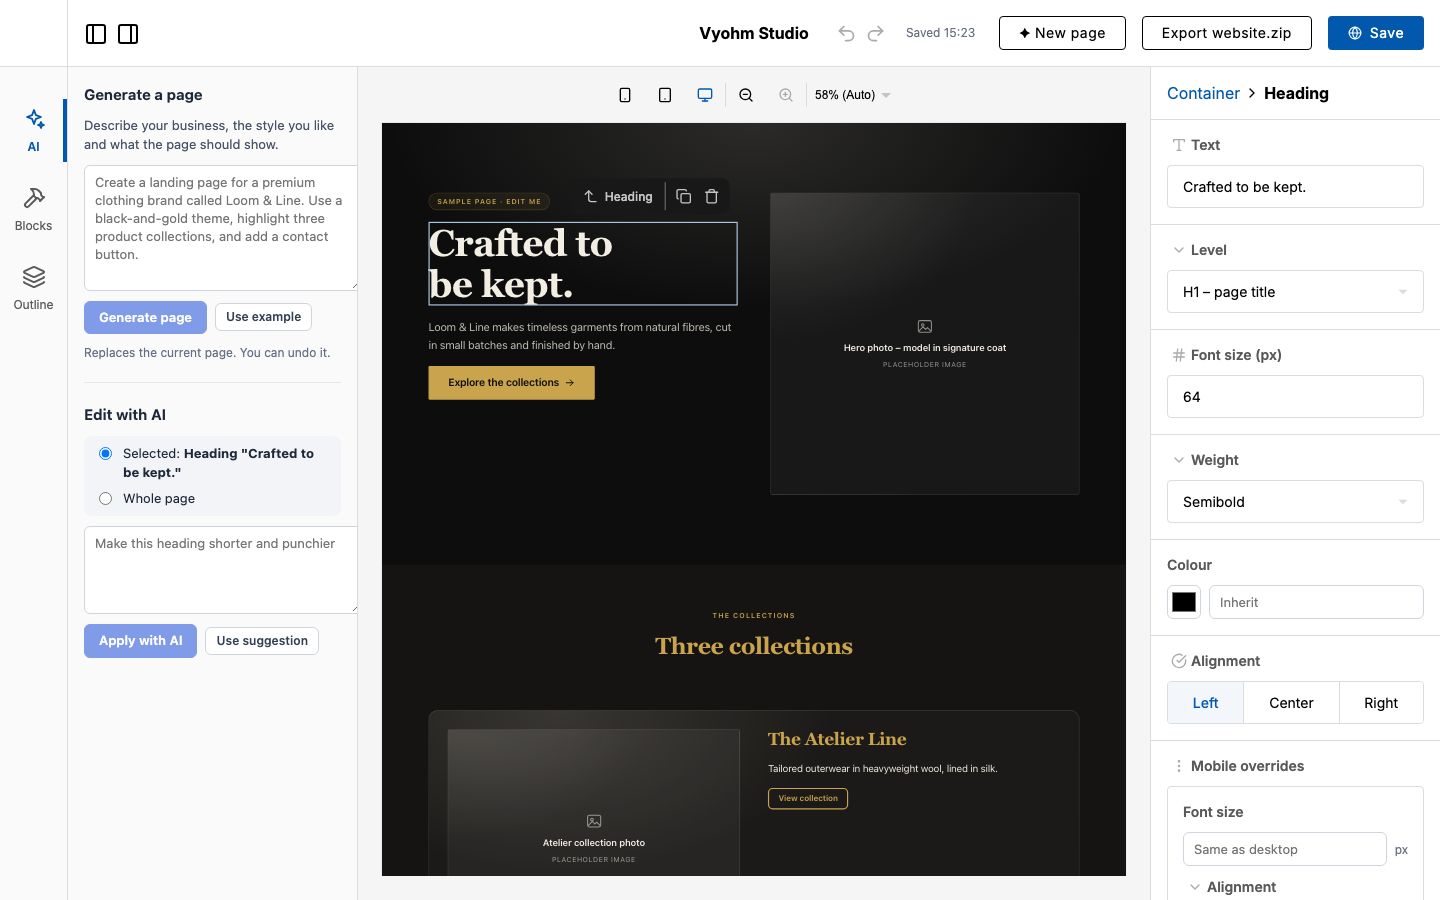 Vyohm Studio
Saved 15:23
New page
Export website.zip
Save
AI
Blocks
Outline
Generate a page
Describe your business, the style you like
and what the page should show.
Create a landing page for a premium
clothing brand called Loom & Line. Use a
black-and-gold theme, highlight three
product collections, and add a contact
button.
Generate page
Use example
Replaces the current page. You can undo it.
Edit with AI
Selected: Heading "Crafted to
be kept."
Whole page
Make this heading shorter and punchier
Apply with AI
Use suggestion
58% (Auto)
SAMPLE PAGE · EDIT ME
Heading
Crafted to
be kept.
Loom & Line makes timeless garments from natural fibres, cut
in small batches and finished by hand.
Explore the collections →
Hero photo – model in signature coat
PLACEHOLDER IMAGE
THE COLLECTIONS
Three collections
Atelier collection photo
PLACEHOLDER IMAGE
The Atelier Line
Tailored outerwear in heavyweight wool, lined in silk.
View collection
Container > Heading
Text
Crafted to be kept.
Level
H1 – page title
Font size (px)
64
Weight
Semibold
Colour
Inherit
Alignment
Left
Center
Right
Mobile overrides
Font size
Same as desktop
px
Alignment